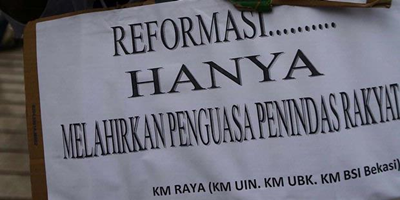 REFORMASI..........
HANYA
MELAHIRKAN PENGUASA PENINDAS RAKYAT
KM RAYA (KM UIN. KM UBK. KM BSI Bekasi)